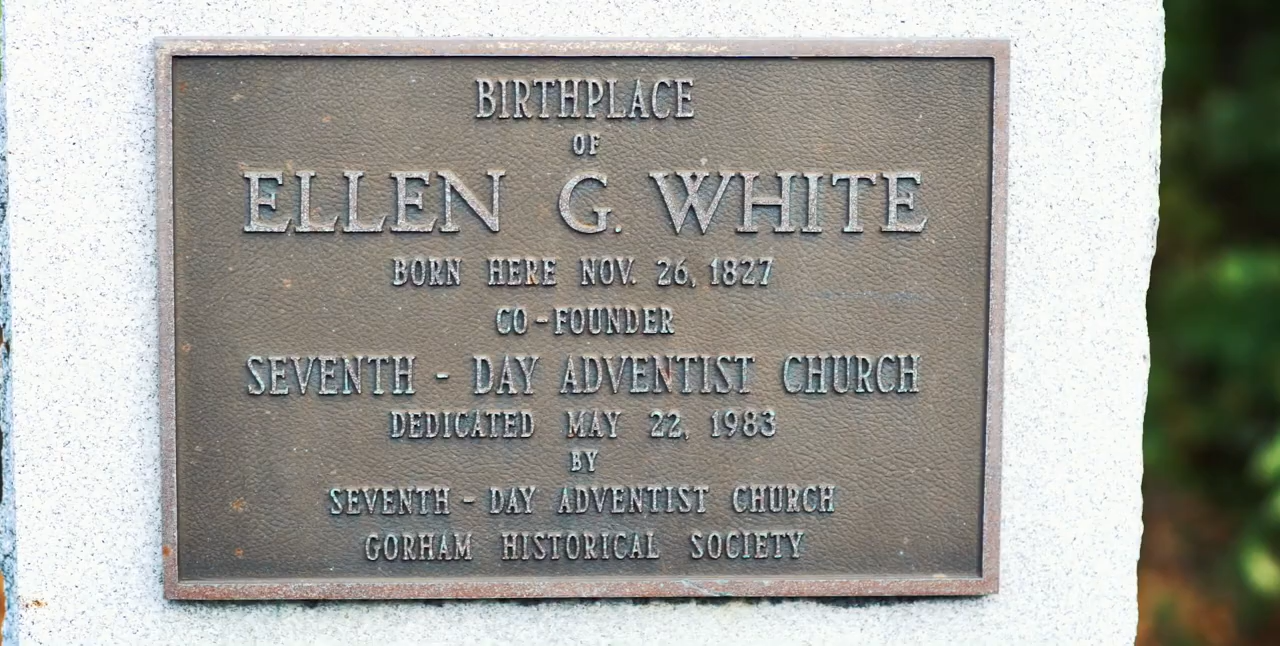 BIRTHPLACE
OF
ELLEN G. WHITE
BORN HERE NOV. 26, 1827
CO-FOUNDER
SEVENTH - DAY ADVENTIST CHURCH
DEDICATED MAY 22, 1983
BY
SEVENTH - DAY ADVENTIST CHURCH
GORHAM HISTORICAL SOCIETY